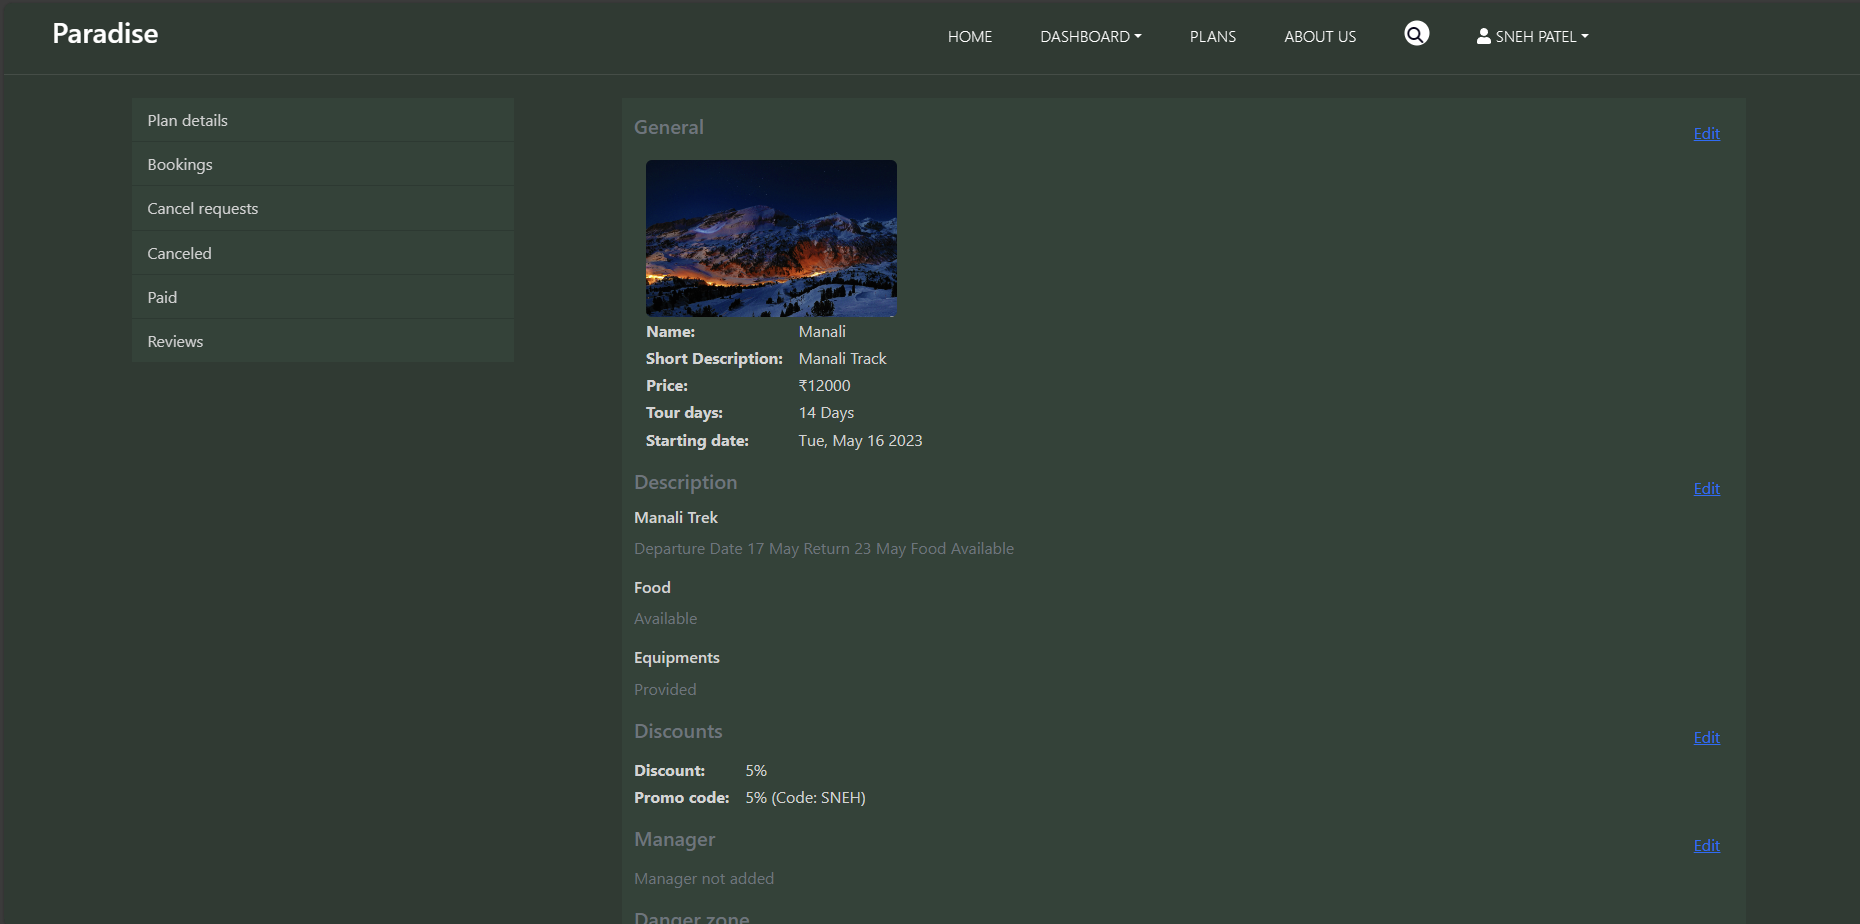 Paradise
HOME DASHBOARD PLANS ABOUT US SNEH PATEL
Plan details
Bookings
Cancel requests
Canceled
Paid
Reviews
General Edit
Name: Manali
Short Description: Manali Track
Price: ₹12000
Tour days: 14 Days
Starting date: Tue, May 16 2023
Description Edit
Manali Trek
Departure Date 17 May Return 23 May Food Available
Food
Available
Equipments
Provided
Discounts Edit
Discount: 5%
Promo code: 5% (Code: SNEH)
Manager Edit
Manager not added
Danger zone